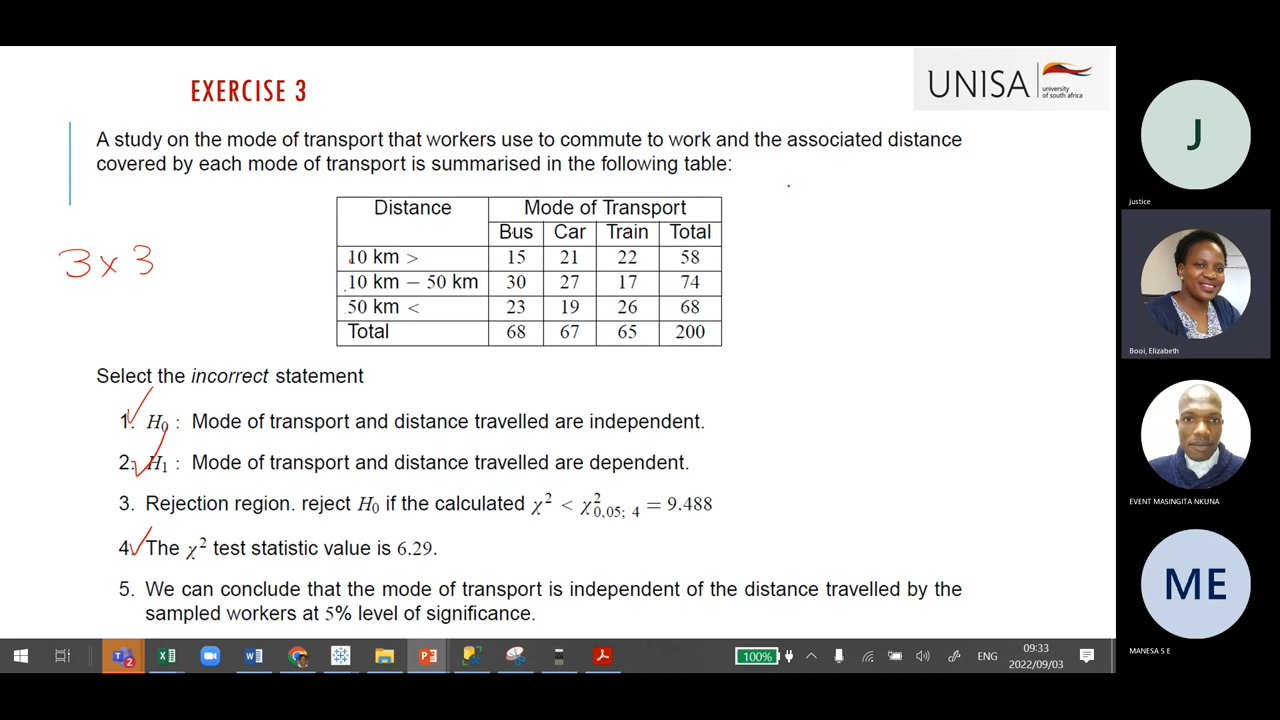 EXERCISE 3
UNISA university of south africa
A study on the mode of transport that workers use to commute to work and the associated distance
covered by each mode of transport is summarised in the following table:
Distance Mode of Transport
Bus Car Train Total
10 km > 15 21 22 58
10 km − 50 km 30 27 17 74
50 km < 23 19 26 68
Total 68 67 65 200
3 x 3
Select the incorrect statement
1. H0 : Mode of transport and distance travelled are independent.
2. H1 : Mode of transport and distance travelled are dependent.
3. Rejection region. reject H0 if the calculated χ² < χ²0,05; 4 = 9.488
4. The χ² test statistic value is 6.29.
5. We can conclude that the mode of transport is independent of the distance travelled by the
sampled workers at 5% level of significance.
J
justice
Booi, Elizabeth
EVENT MASINGITA NKUNA
ME
MANESA S E
2
100%
ENG
09:33
2022/09/03